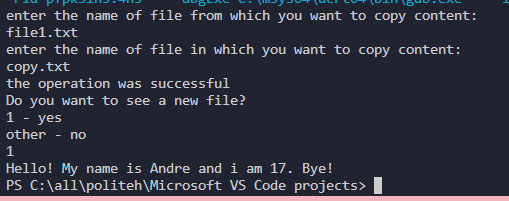 enter the name of file from which you want to copy content:
file1.txt
enter the name of file in which you want to copy content:
copy.txt
the operation was successful
Do you want to see a new file?
1 - yes
other - no
1
Hello! My name is Andre and i am 17. Bye!
PS C:\all\politeh\Microsoft VS Code projects>